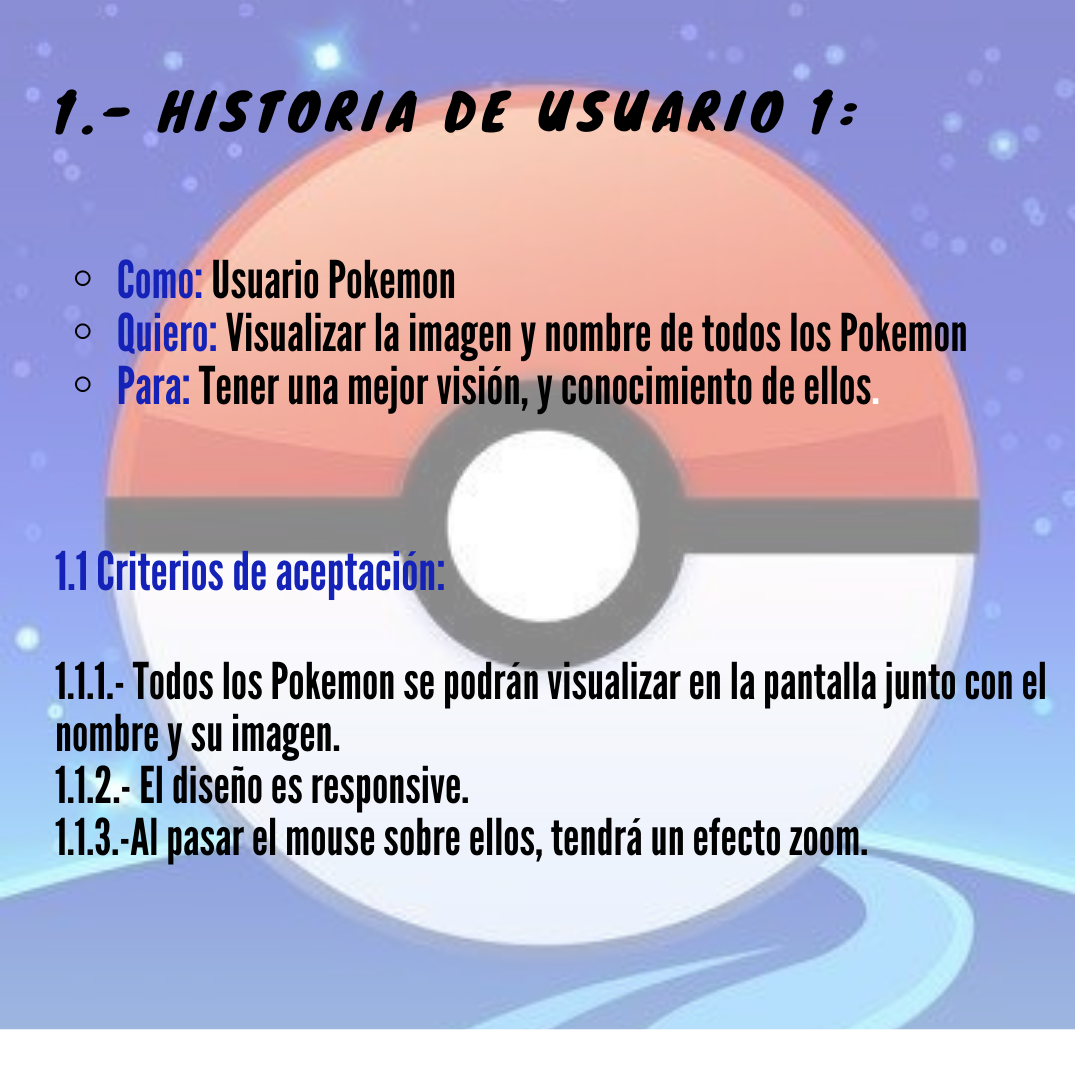 1.- HISTORIA DE USUARIO 1:
Como: Usuario Pokemon
Quiero: Visualizar la imagen y nombre de todos los Pokemon
Para: Tener una mejor visión, y conocimiento de ellos.
1.1 Criterios de aceptación:
1.1.1.- Todos los Pokemon se podrán visualizar en la pantalla junto con el
nombre y su imagen.
1.1.2.- El diseño es responsive.
1.1.3.-Al pasar el mouse sobre ellos, tendrá un efecto zoom.